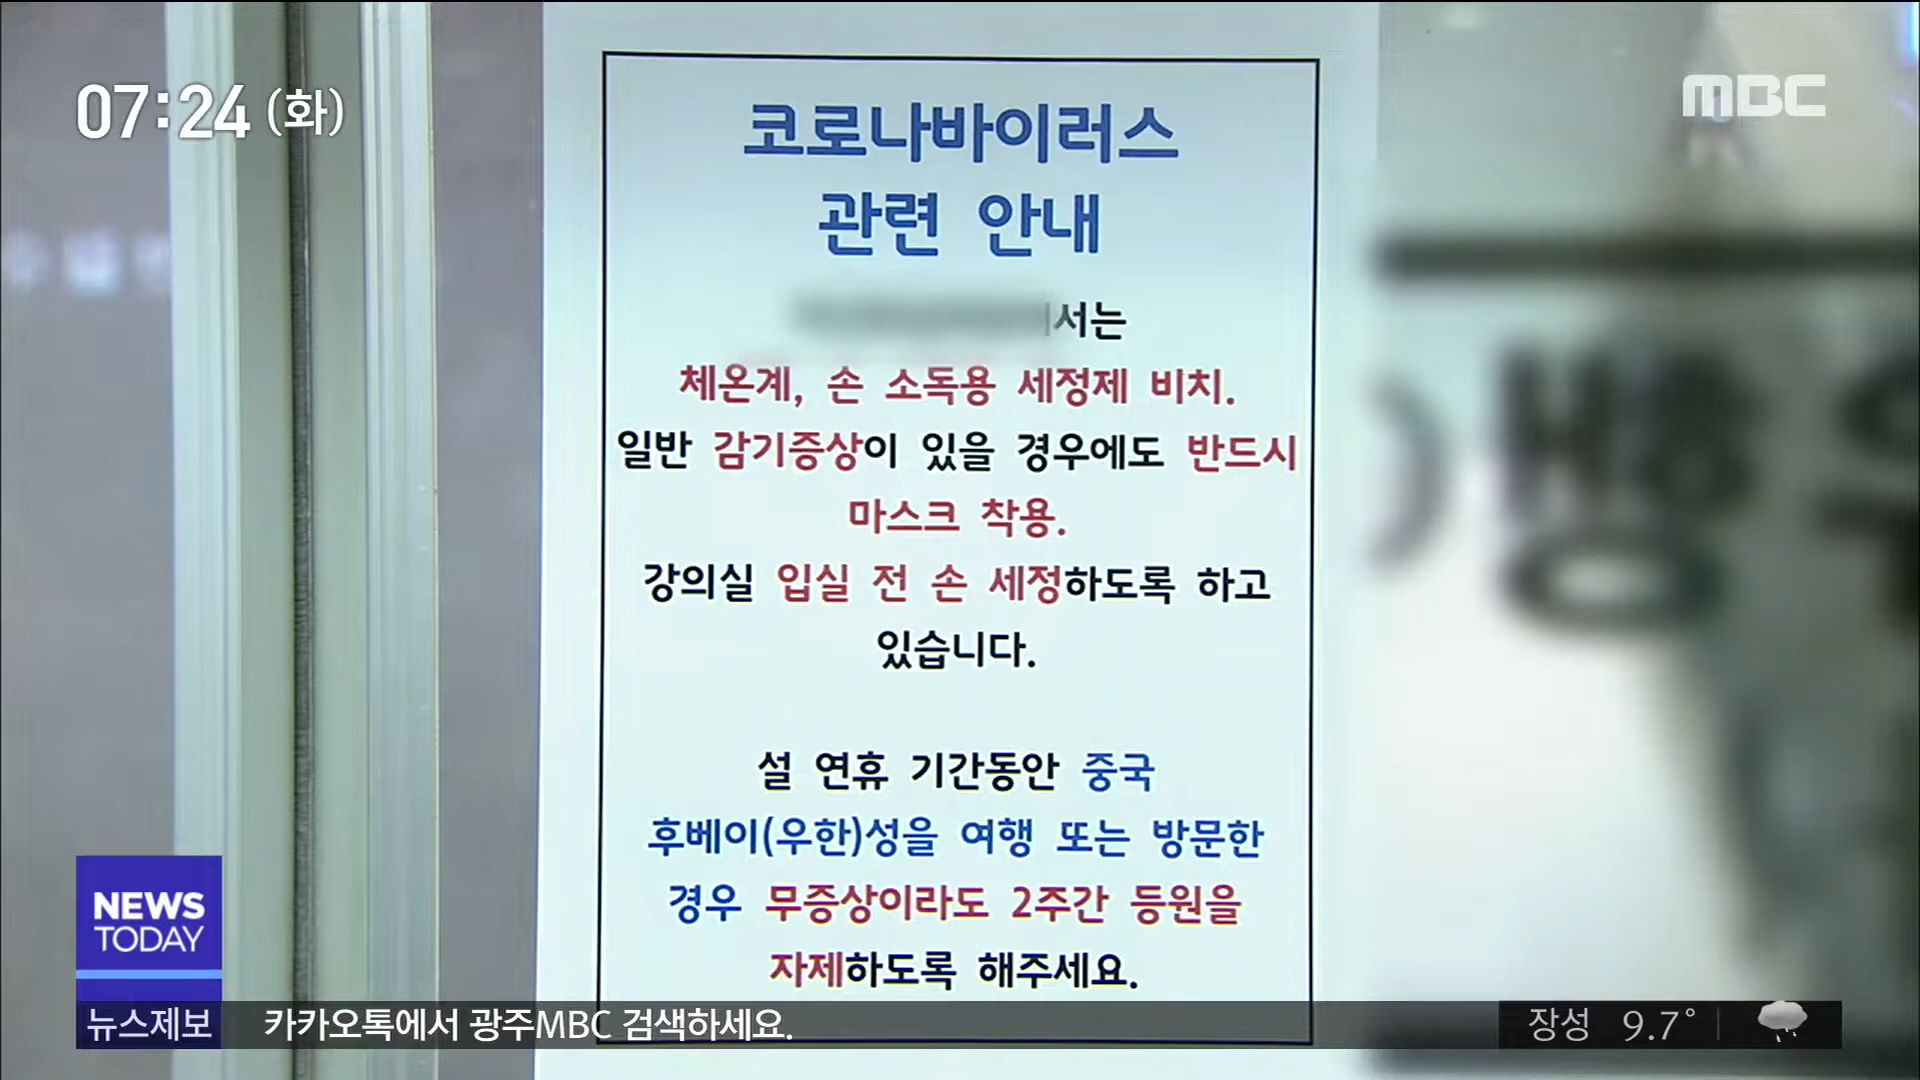 07:24 (화)
MBC
코로나바이러스
관련 안내
서는
체온계, 손 소독용 세정제 비치.
일반 감기증상이 있을 경우에도 반드시
마스크 착용.
강의실 입실 전 손 세정하도록 하고
있습니다.
설 연휴 기간동안 중국
후베이(우한)성을 여행 또는 방문한
경우 무증상이라도 2주간 등원을
자제하도록 해주세요.
NEWS
TODAY
뉴스제보 카카오톡에서 광주MBC 검색하세요.
장성 9.7°